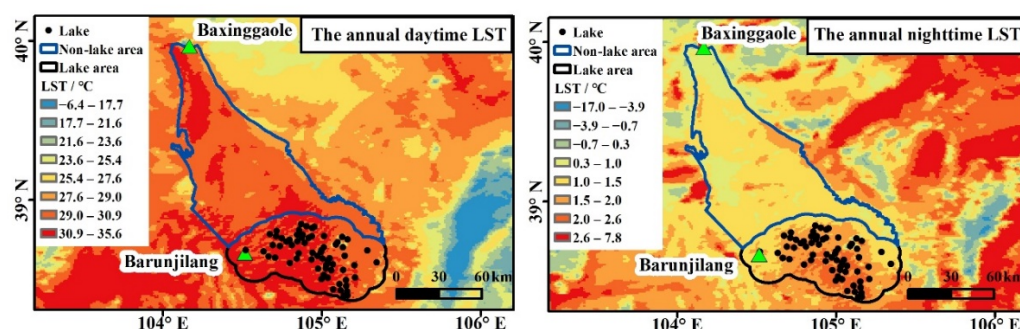 40° N
39° N
Lake
Non-lake area
Lake area
LST / °C
−6.4 – 17.7
17.7 – 21.6
21.6 – 23.6
23.6 – 25.4
25.4 – 27.6
27.6 – 29.0
29.0 – 30.9
30.9 – 35.6
Baxinggaole
The annual daytime LST
Barunjilang
0 30 60 km
104° E 105° E 106° E
40° N
39° N
Lake
Non-lake area
Lake area
LST / °C
−17.0 – −3.9
−3.9 – −0.7
−0.7 – 0.3
0.3 – 1.0
1.0 – 1.5
1.5 – 2.0
2.0 – 2.6
2.6 – 7.8
Baxinggaole
The annual nighttime LST
Barunjilang
0 30 60 km
104° E 105° E 106° E